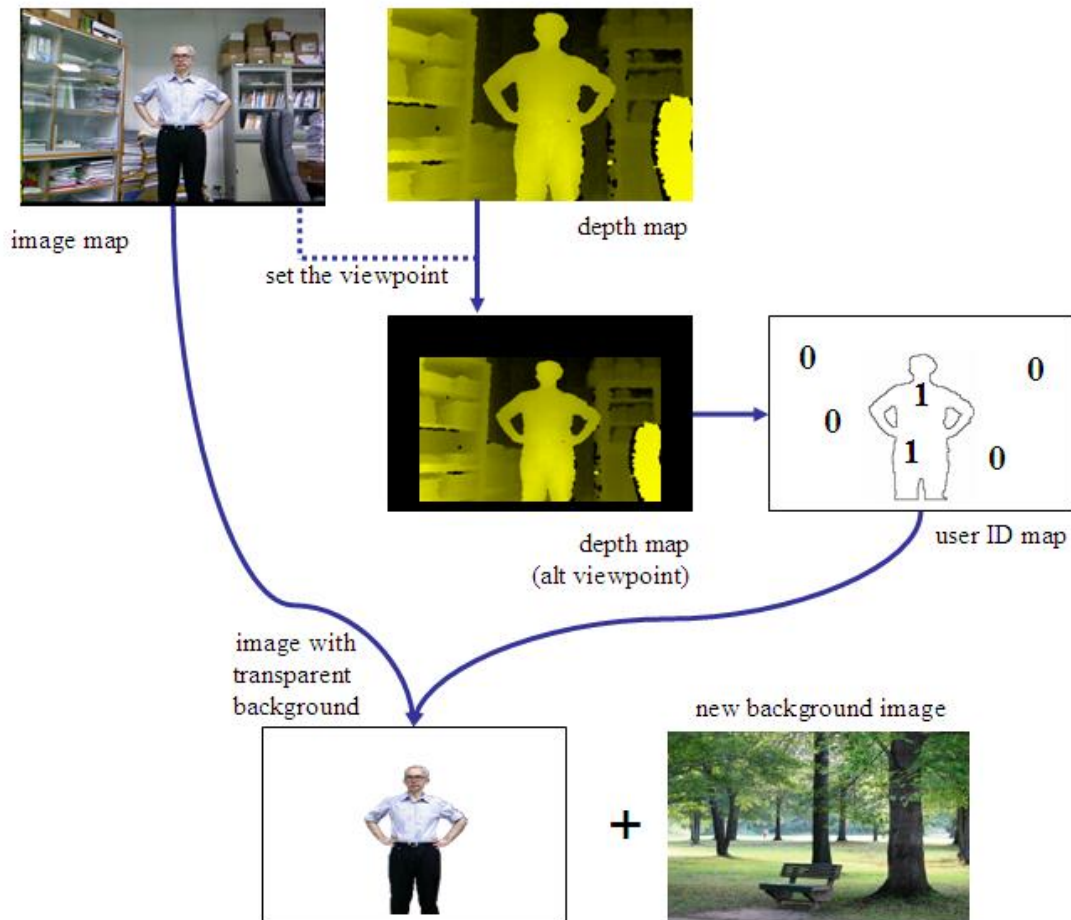 image map
depth map
set the viewpoint
0
0
1
0
1
0
depth map
(alt viewpoint)
user ID map
image with
transparent
background
new background image
+